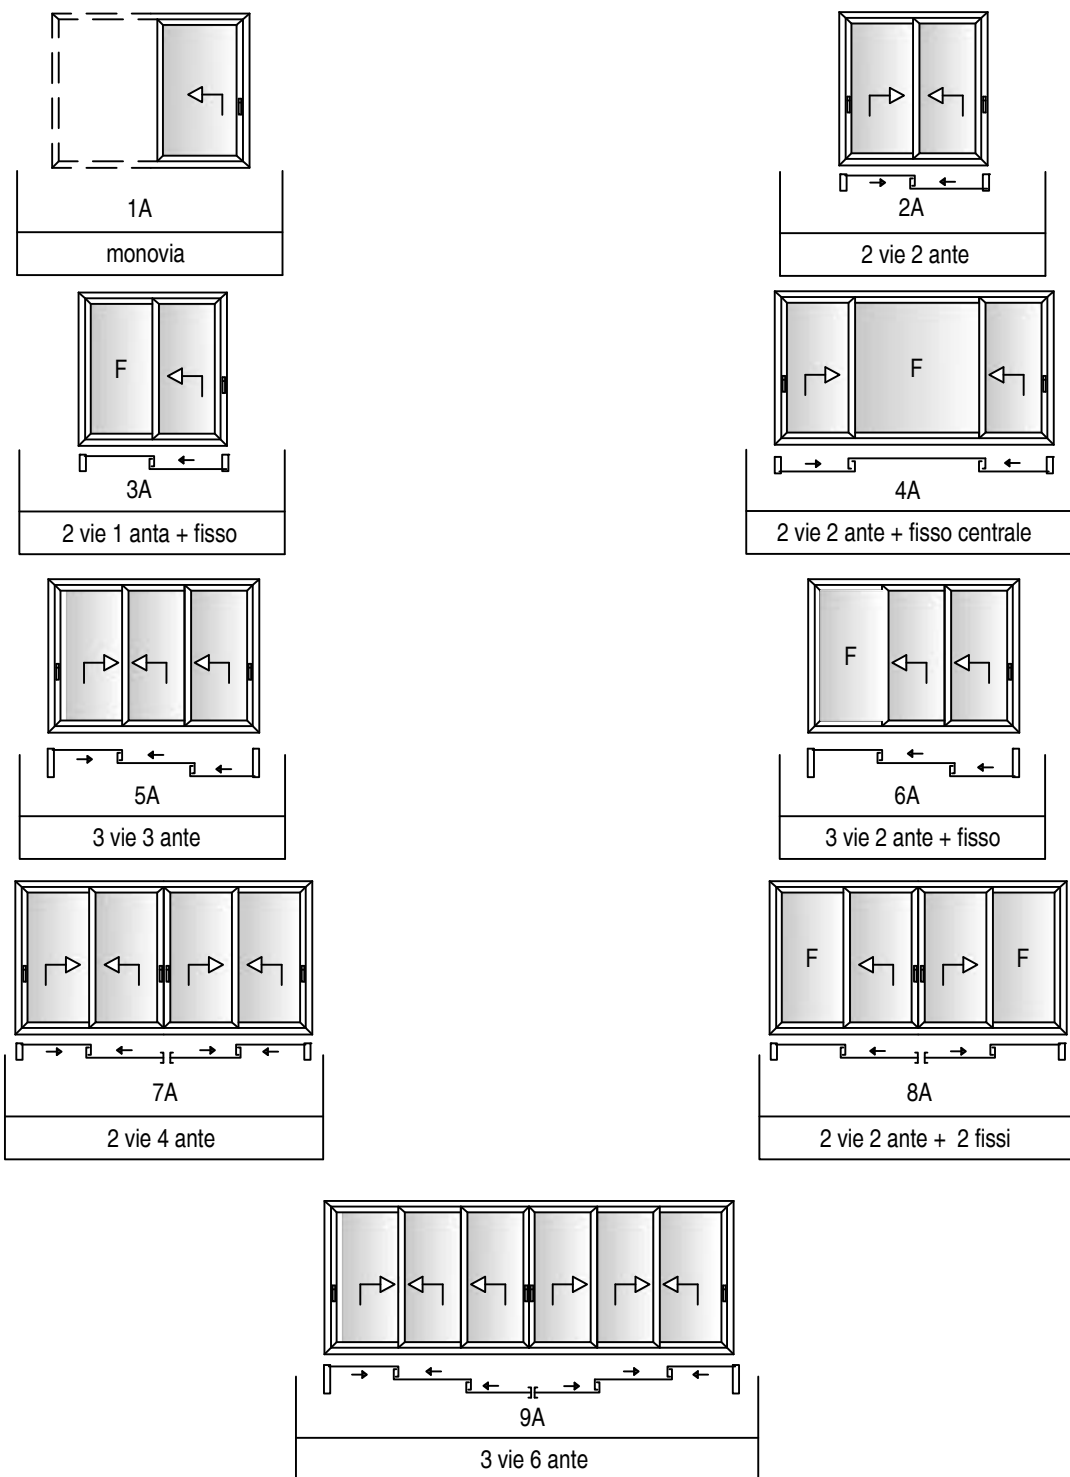 1A
monovia
2A
2 vie 2 ante
F
3A
2 vie 1 anta + fisso
F
4A
2 vie 2 ante + fisso centrale
5A
3 vie 3 ante
F
6A
3 vie 2 ante + fisso
7A
2 vie 4 ante
F F
8A
2 vie 2 ante + 2 fissi
9A
3 vie 6 ante